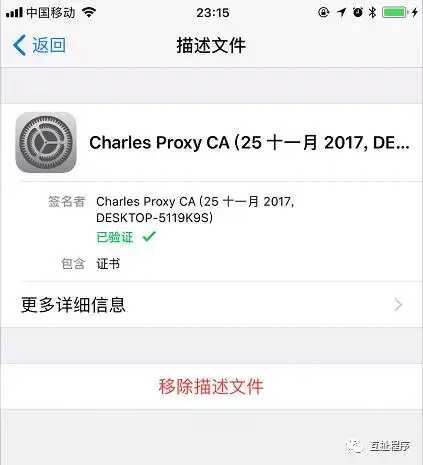 中国移动
23:15
返回
描述文件
Charles Proxy CA (25 十一月 2017, DE...
签名者
Charles Proxy CA (25 十一月 2017,
DESKTOP-5119K9S)
已验证
包含
证书
更多详细信息
移除描述文件
互扯程序